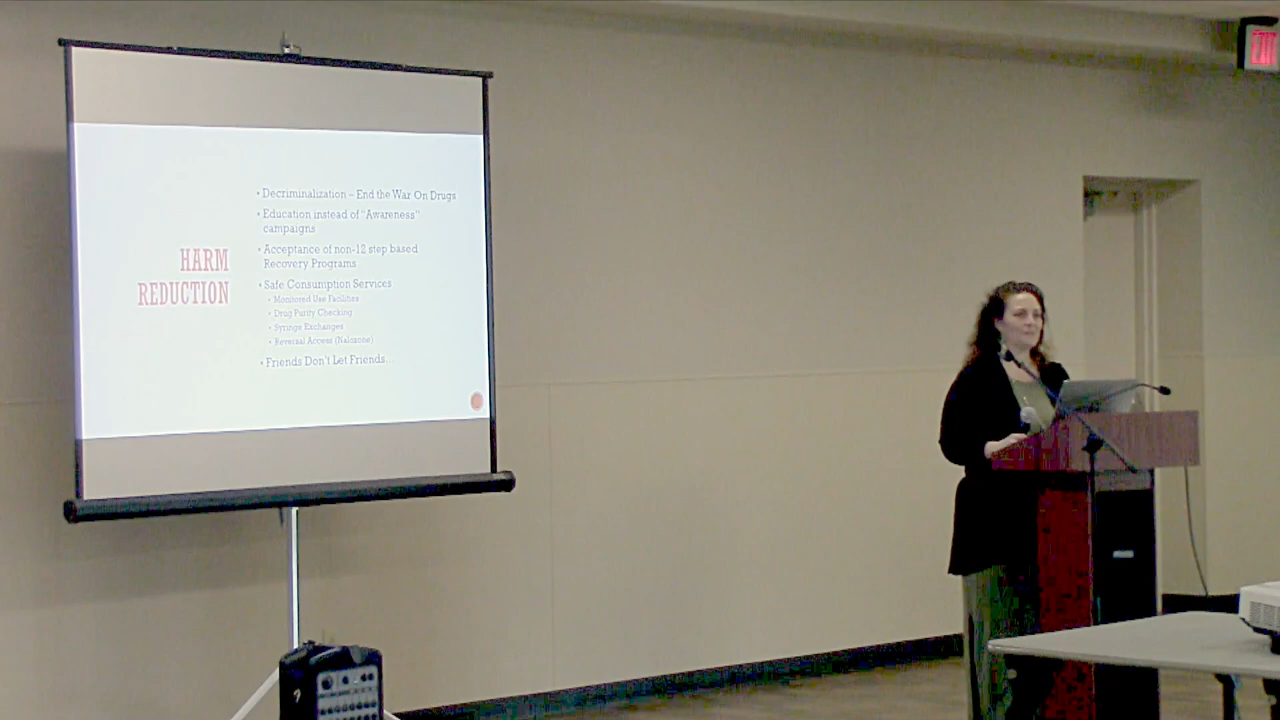 HARM
REDUCTION
• Decriminalization – End the War On Drugs
• Education instead of "Awareness"
campaigns
• Acceptance of non-12 step based
Recovery Programs
• Safe Consumption Services
• Monitored Use Facilities
• Drug Purity Checking
• Syringe Exchanges
• Reversal Access (Naloxone)
• Friends Don't Let Friends...